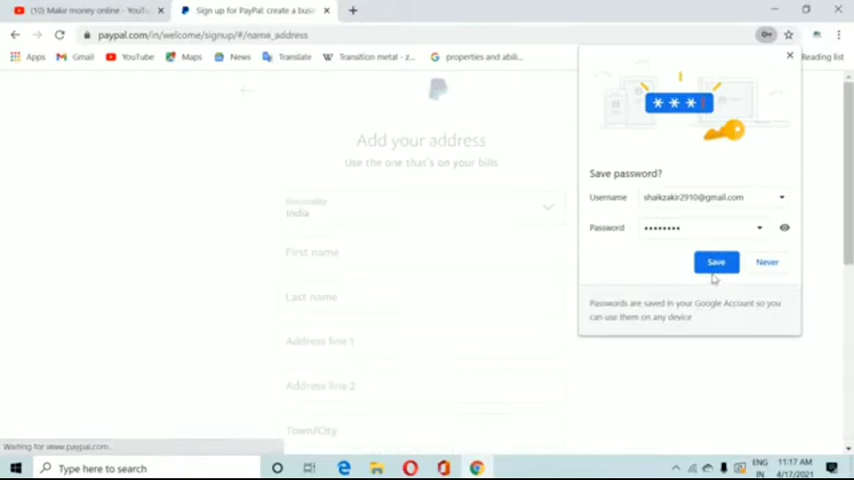 (10) Make money online - YouTu
Sign up for PayPal: create a busi
paypal.com/in/welcome/signup/#/name_address
Apps Gmail YouTube Maps News Translate Transition metal - z... properties and abili... Reading list
Add your address
Use the one that's on your bills
Nationality
India
First name
Last name
Address line 1
Address line 2
Town/City
Save password?
Username shaikzakir2910@gmail.com
Password ••••••••
Save Never
Passwords are saved in your Google Account so you
can use them on any device
Waiting for www.paypal.com...
Type here to search
ENG
IN
11:17 AM
4/17/2021